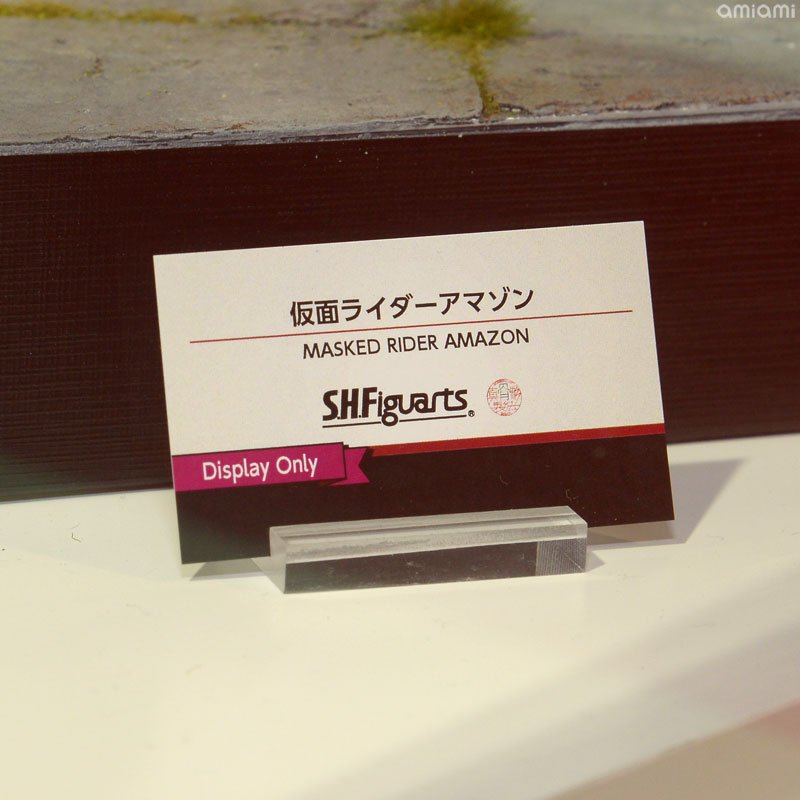 amiami
仮面ライダーアマゾン
MASKED RIDER AMAZON
S.H.Figuarts®
Display Only